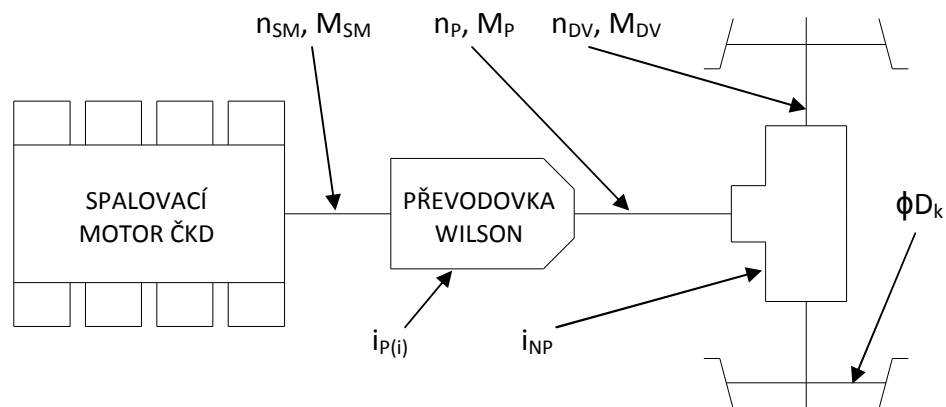 n_SM, M_SM
n_P, M_P
n_DV, M_DV
SPALOVACÍ
MOTOR ČKD
PŘEVODOVKA
WILSON
ϕD_k
i_P(i)
i_NP